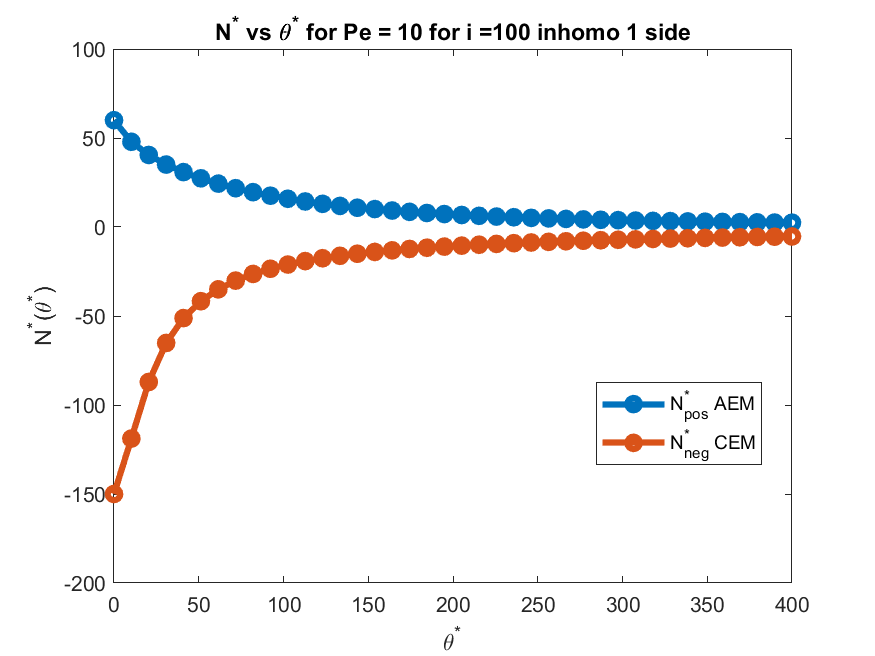 N* vs θ* for Pe = 10 for i =100 inhomo 1 side
100
50
0
-50
-100
-150
-200
N*(θ*)
N*pos AEM
N*neg CEM
0 50 100 150 200 250 300 350 400
θ*